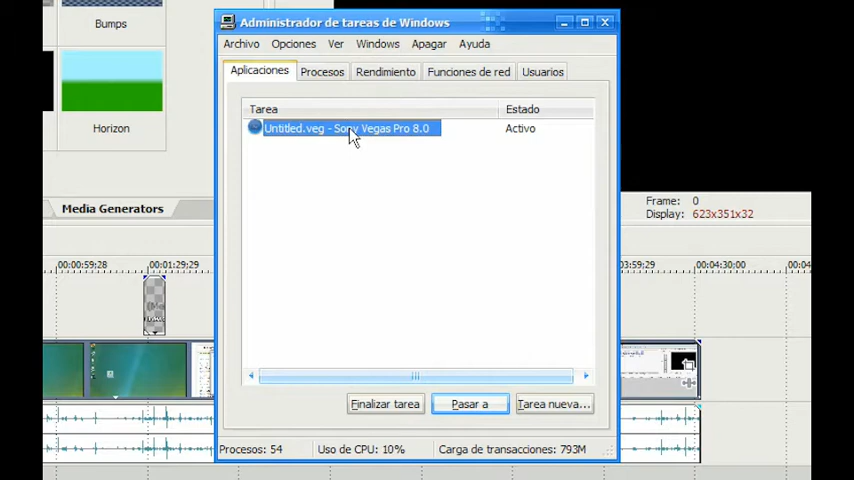 Bumps
Horizon
Media Generators
Administrador de tareas de Windows
Archivo Opciones Ver Windows Apagar Ayuda
Aplicaciones Procesos Rendimiento Funciones de red Usuarios
Tarea Estado
Untitled.veg - Sony Vegas Pro 8.0 Activo
Finalizar tarea Pasar a Tarea nueva...
Procesos: 54 Uso de CPU: 10% Carga de transacciones: 793M
Frame: 0
Display: 623x351x32
00:00:59;28 00:01:29;29 03:59;29 00:04:30;00 00:04